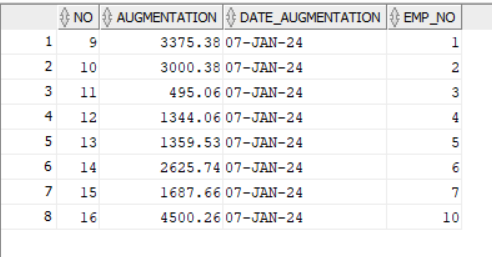 NO AUGMENTATION DATE_AUGMENTATION EMP_NO
1 9 3375.38 07-JAN-24 1
2 10 3000.38 07-JAN-24 2
3 11 495.06 07-JAN-24 3
4 12 1344.06 07-JAN-24 4
5 13 1359.53 07-JAN-24 5
6 14 2625.74 07-JAN-24 6
7 15 1687.66 07-JAN-24 7
8 16 4500.26 07-JAN-24 10